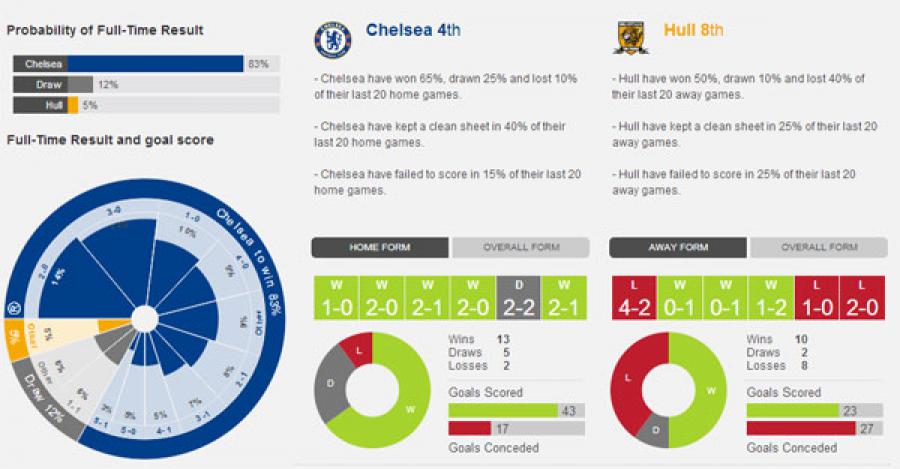 Probability of Full-Time Result
Chelsea 83%
Draw 12%
Hull 5%
Full-Time Result and goal score
Chelsea to win 83%
1-0
10%
4-0
9%
Other
9%
2-1
8%
3-1
7%
4-1
5%
5-0
5%
5-1
3%
1-1
6%
Other
6%
Draw 12%
Other
5%
2-0
14%
3-0
Chelsea 4th
- Chelsea have won 65%, drawn 25% and lost 10%
of their last 20 home games.
- Chelsea have kept a clean sheet in 40% of their
last 20 home games.
- Chelsea have failed to score in 15% of their last 20
home games.
HOME FORM OVERALL FORM
W W W W D W
1-0 2-0 2-1 2-0 2-2 2-1
L
D
W
Wins 13
Draws 5
Losses 2
Goals Scored
43
17
Goals Conceded
Hull 8th
- Hull have won 50%, drawn 10% and lost 40% of
their last 20 away games.
- Hull have kept a clean sheet in 25% of their last 20
away games.
- Hull have failed to score in 25% of their last 20
away games.
AWAY FORM OVERALL FORM
L W W W L L
4-2 0-1 0-1 1-2 1-0 2-0
L
W
D
Wins 10
Draws 2
Losses 8
Goals Scored
23
27
Goals Conceded